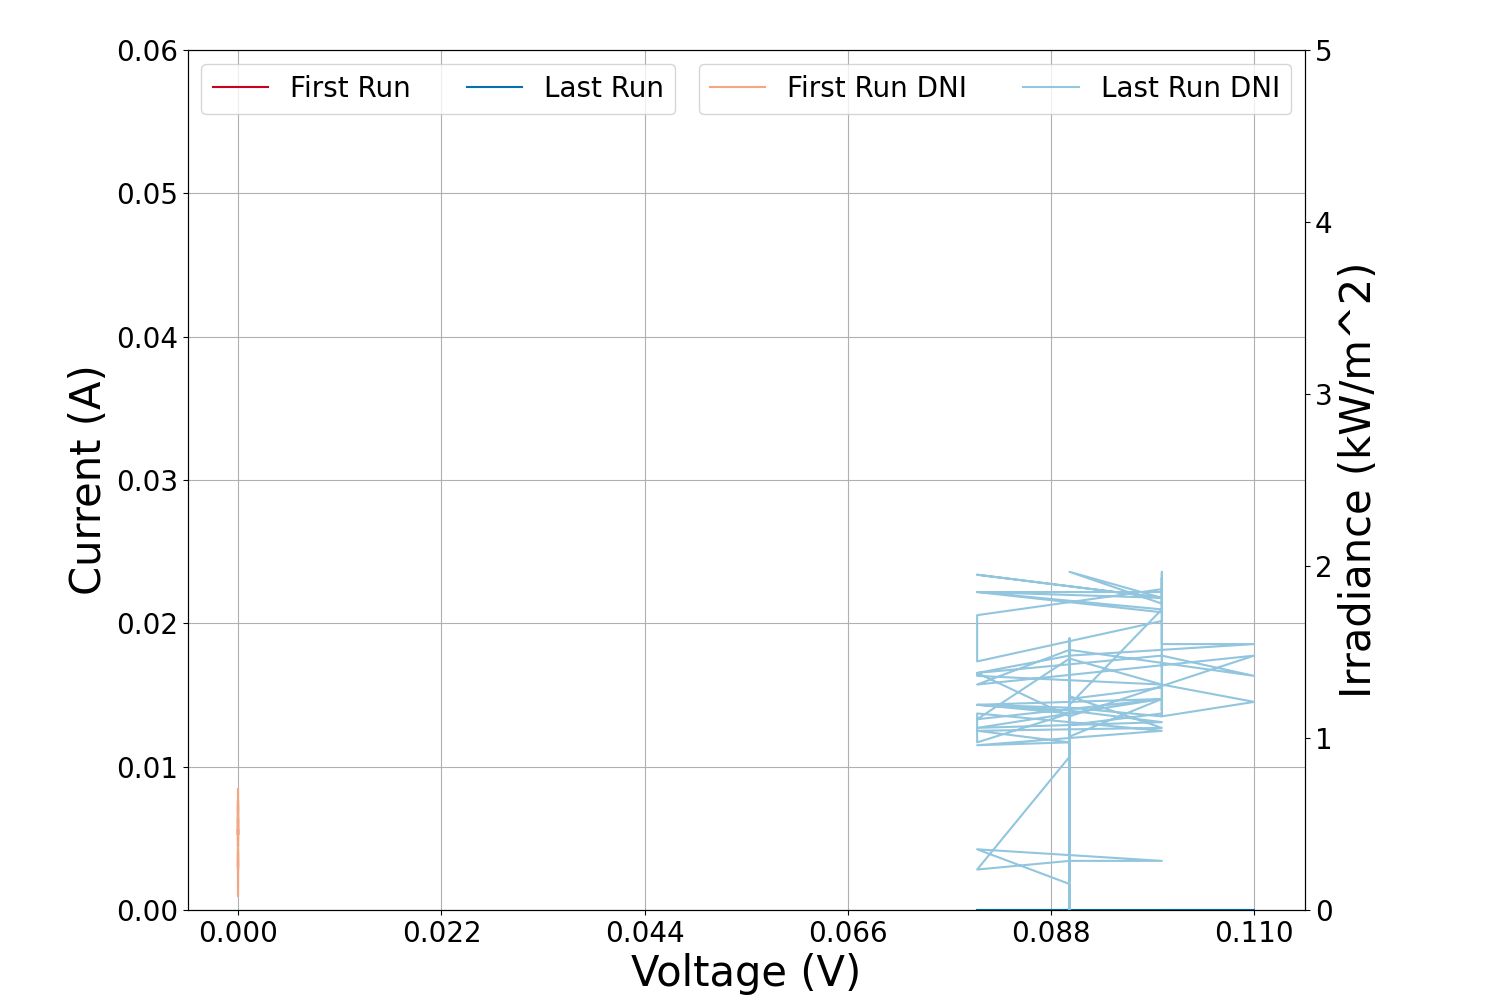 First Run
Last Run
First Run DNI
Last Run DNI
0.06
0.05
0.04
0.03
0.02
0.01
0.00
Current (A)
5
4
3
2
1
0
Irradiance (kW/m^2)
0.000 0.022 0.044 0.066 0.088 0.110
Voltage (V)